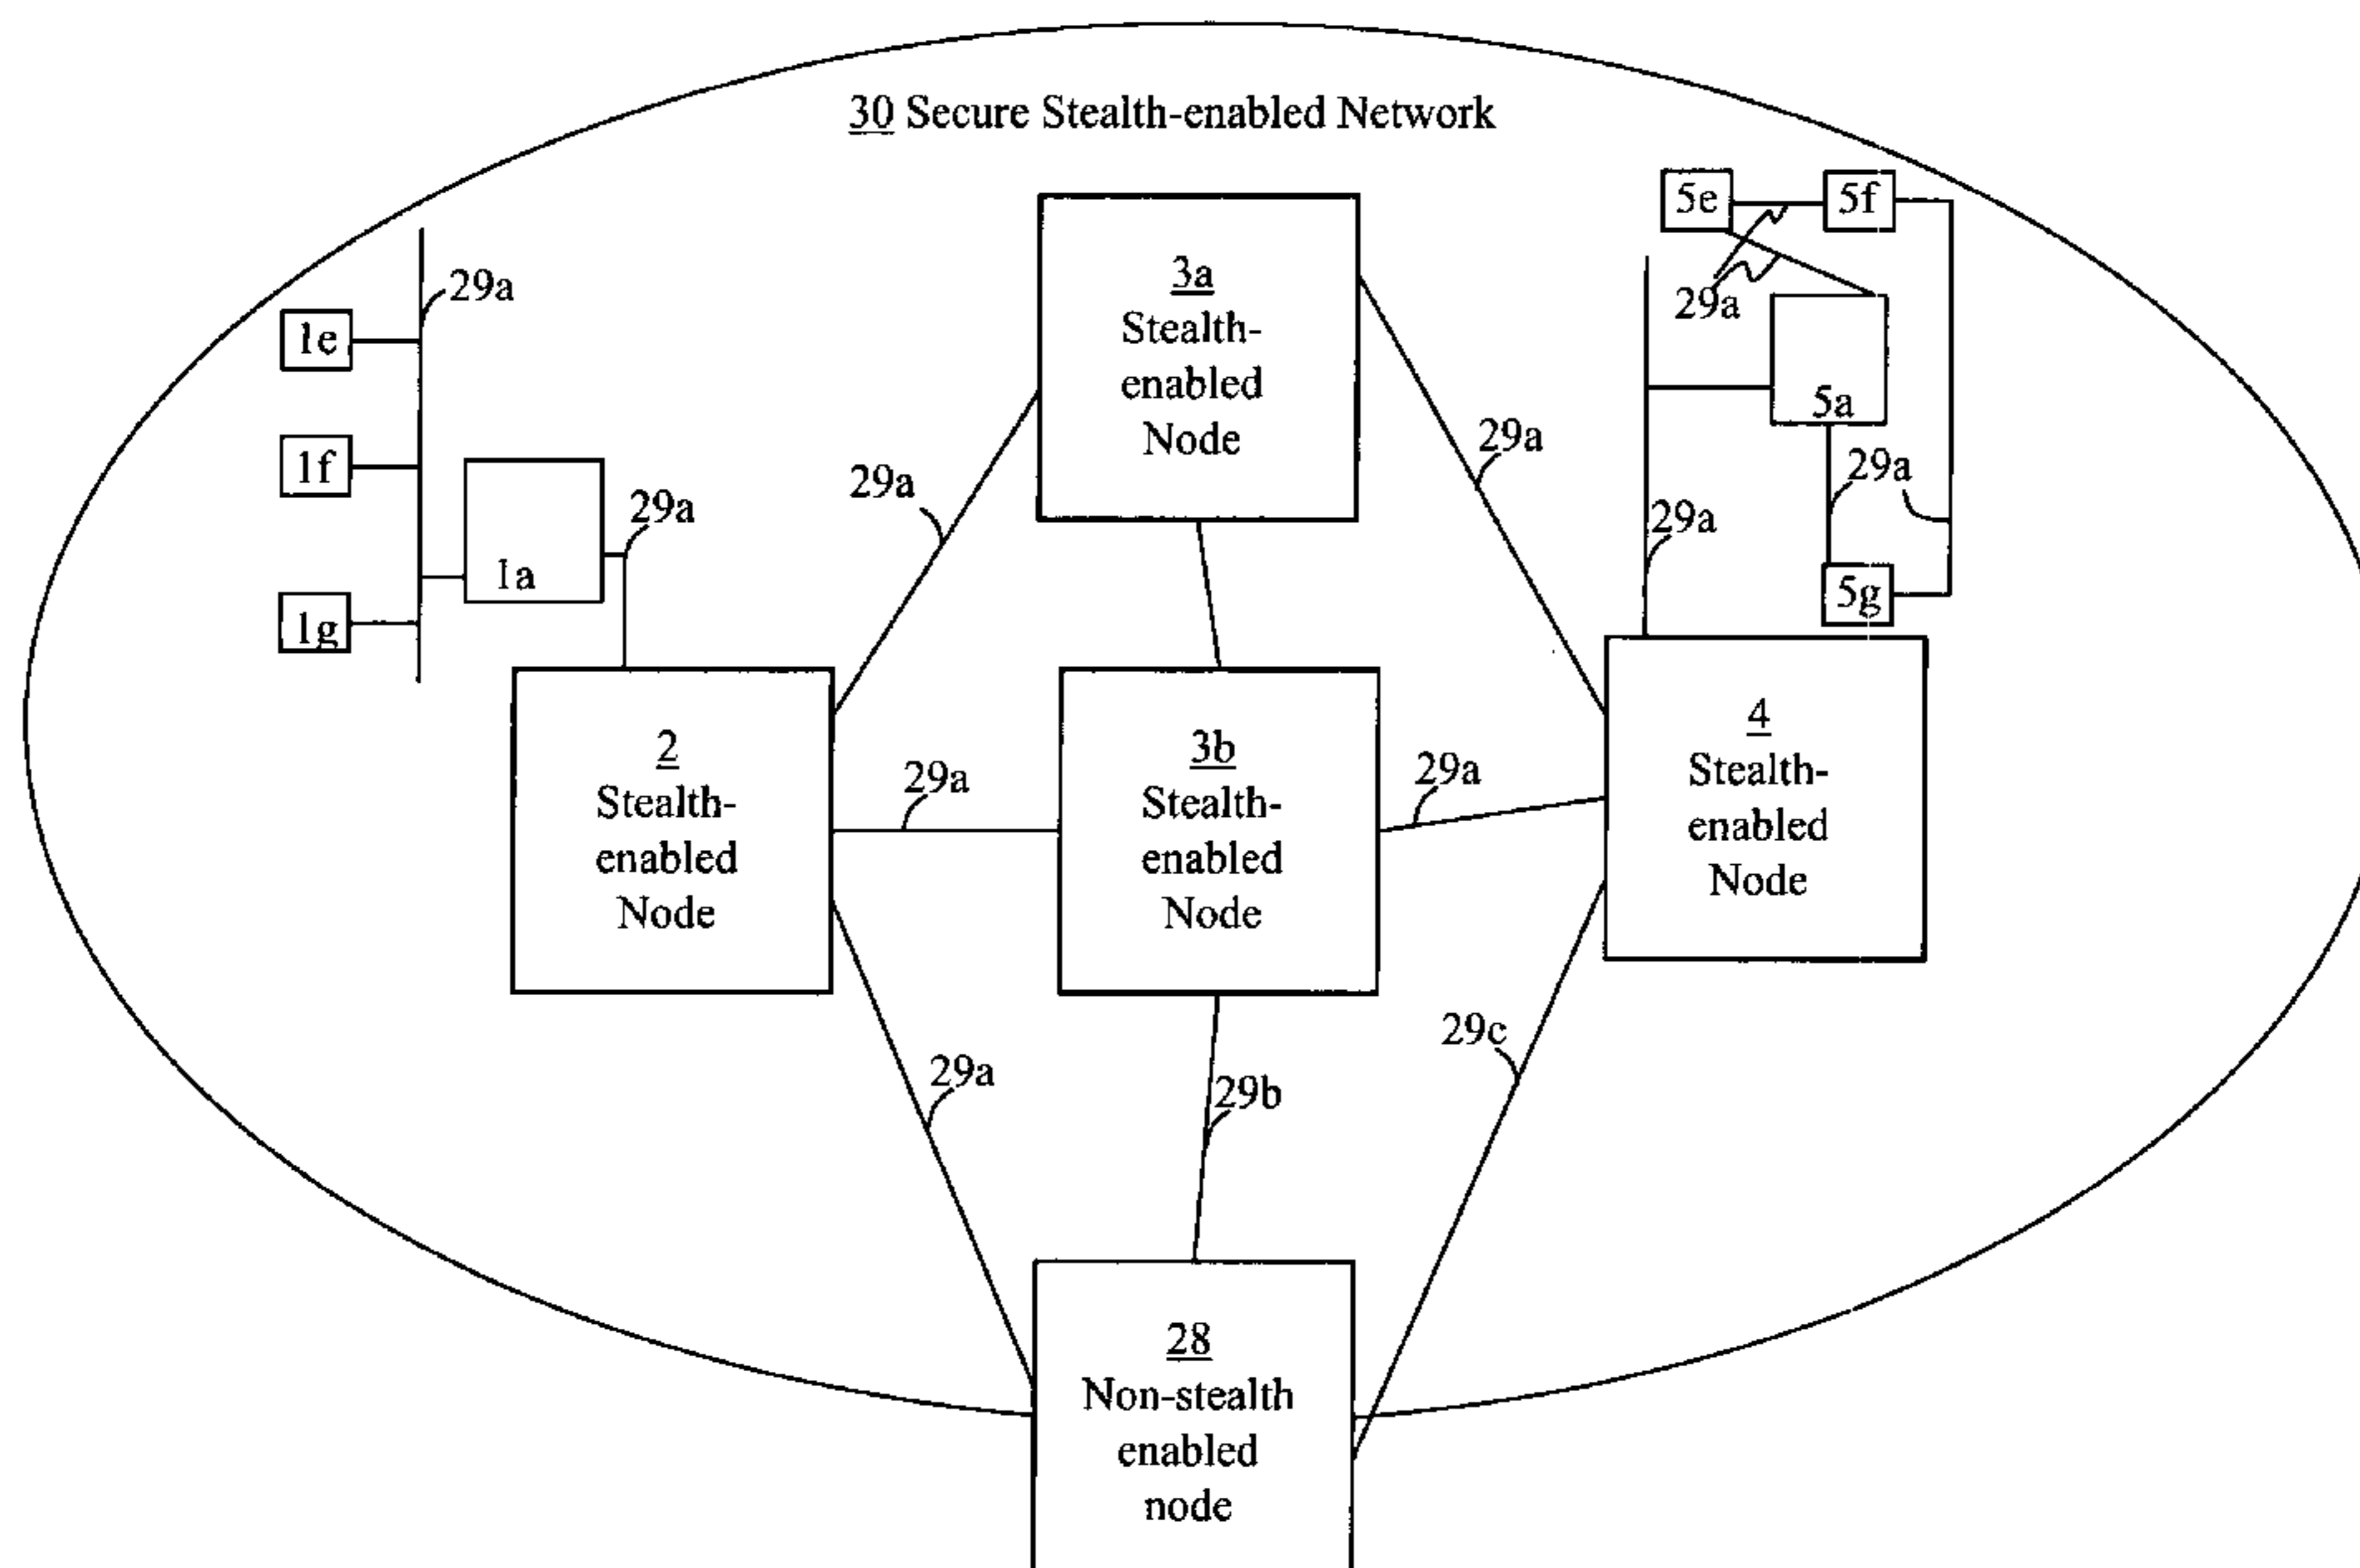 30 Secure Stealth-enabled Network
5e
5f
29a
1e
1f
1g
29a
1a
29a
3a
Stealth-
enabled
Node
29a
29a
29a
5a
29a
29a
5g
2
Stealth-
enabled
Node
29a
3b
Stealth-
enabled
Node
29a
4
Stealth-
enabled
Node
29a
29b
29c
28
Non-stealth
enabled
node